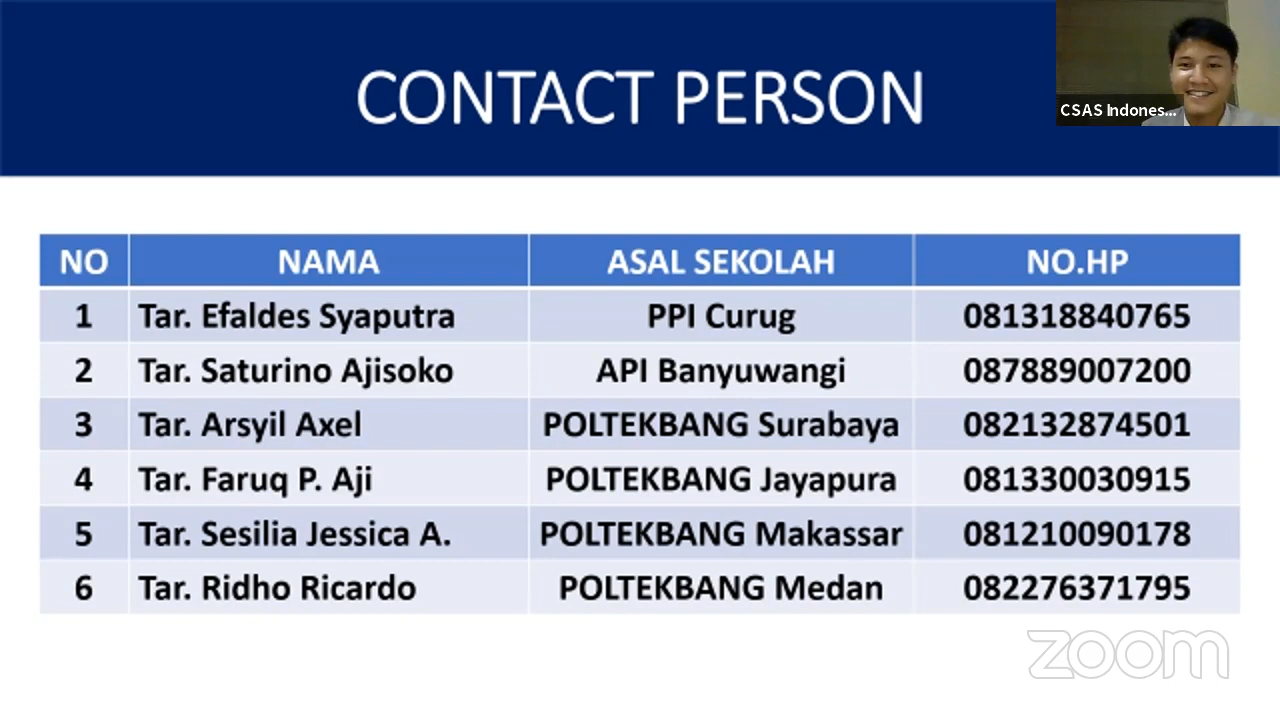 CONTACT PERSON
CSAS Indones...
NO NAMA ASAL SEKOLAH NO.HP
1 Tar. Efaldes Syaputra PPI Curug 081318840765
2 Tar. Saturino Ajisoko API Banyuwangi 087889007200
3 Tar. Arsyil Axel POLTEKBANG Surabaya 082132874501
4 Tar. Faruq P. Aji POLTEKBANG Jayapura 081330030915
5 Tar. Sesilia Jessica A. POLTEKBANG Makassar 081210090178
6 Tar. Ridho Ricardo POLTEKBANG Medan 082276371795
zoom